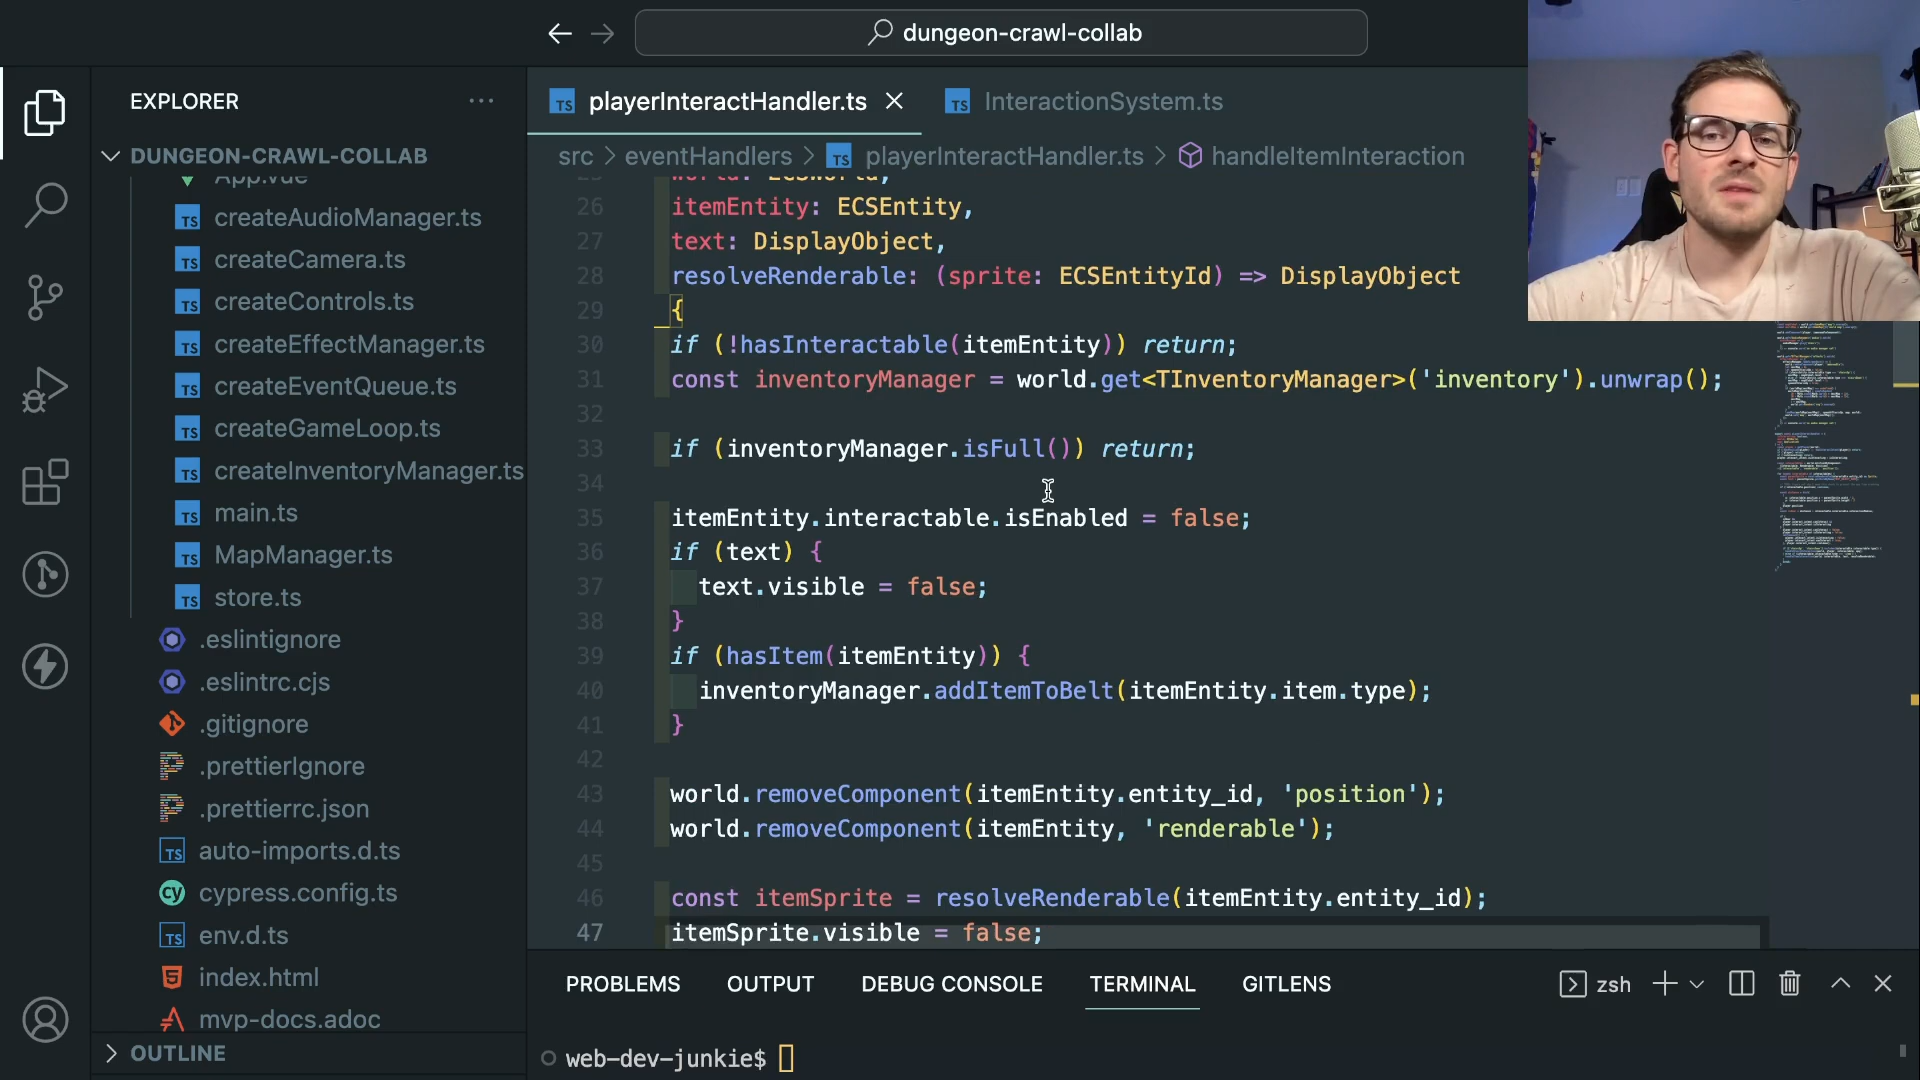 dungeon-crawl-collab
EXPLORER
playerInteractHandler.ts
InteractionSystem.ts
DUNGEON-CRAWL-COLLAB
src > eventHandlers > playerInteractHandler.ts > handleItemInteraction
App.vue
createAudioManager.ts
createCamera.ts
createControls.ts
createEffectManager.ts
createEventQueue.ts
createGameLoop.ts
createInventoryManager.ts
main.ts
MapManager.ts
store.ts
.eslintignore
.eslintrc.cjs
.gitignore
.prettierIgnore
.prettierrc.json
auto-imports.d.ts
cypress.config.ts
env.d.ts
index.html
mvp-docs.adoc
OUTLINE
25 world: ECSWorld,
26 itemEntity: ECSEntity,
27 text: DisplayObject,
28 resolveRenderable: (sprite: ECSEntityId) => DisplayObject
29 {
30 if (!hasInteractable(itemEntity)) return;
31 const inventoryManager = world.get<TInventoryManager>('inventory').unwrap();
32
33 if (inventoryManager.isFull()) return;
34
35 itemEntity.interactable.isEnabled = false;
36 if (text) {
37 text.visible = false;
38 }
39 if (hasItem(itemEntity)) {
40 inventoryManager.addItemToBelt(itemEntity.item.type);
41 }
42
43 world.removeComponent(itemEntity.entity_id, 'position');
44 world.removeComponent(itemEntity, 'renderable');
45
46 const itemSprite = resolveRenderable(itemEntity.entity_id);
47 itemSprite.visible = false;
PROBLEMS OUTPUT DEBUG CONSOLE TERMINAL GITLENS zsh
web-dev-junkie$